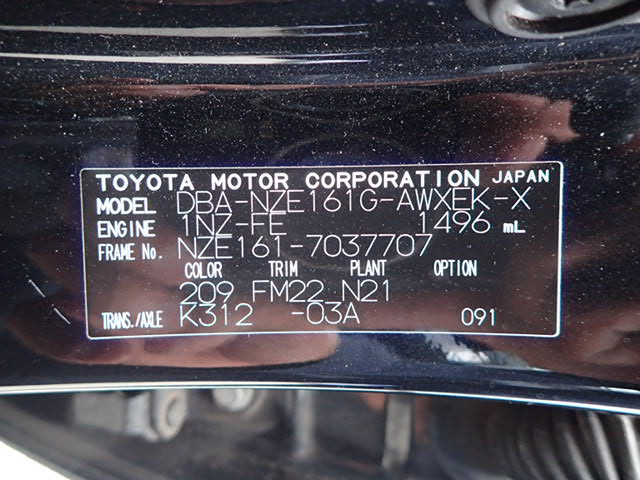 TOYOTA MOTOR CORPORATION JAPAN
MODEL DBA-NZE161G-AWXEK-X
ENGINE 1NZ-FE 1496 mL
FRAME No. NZE161-7037707
COLOR TRIM PLANT OPTION
209 FM22 N21
TRANS./AXLE K312 -03A 091